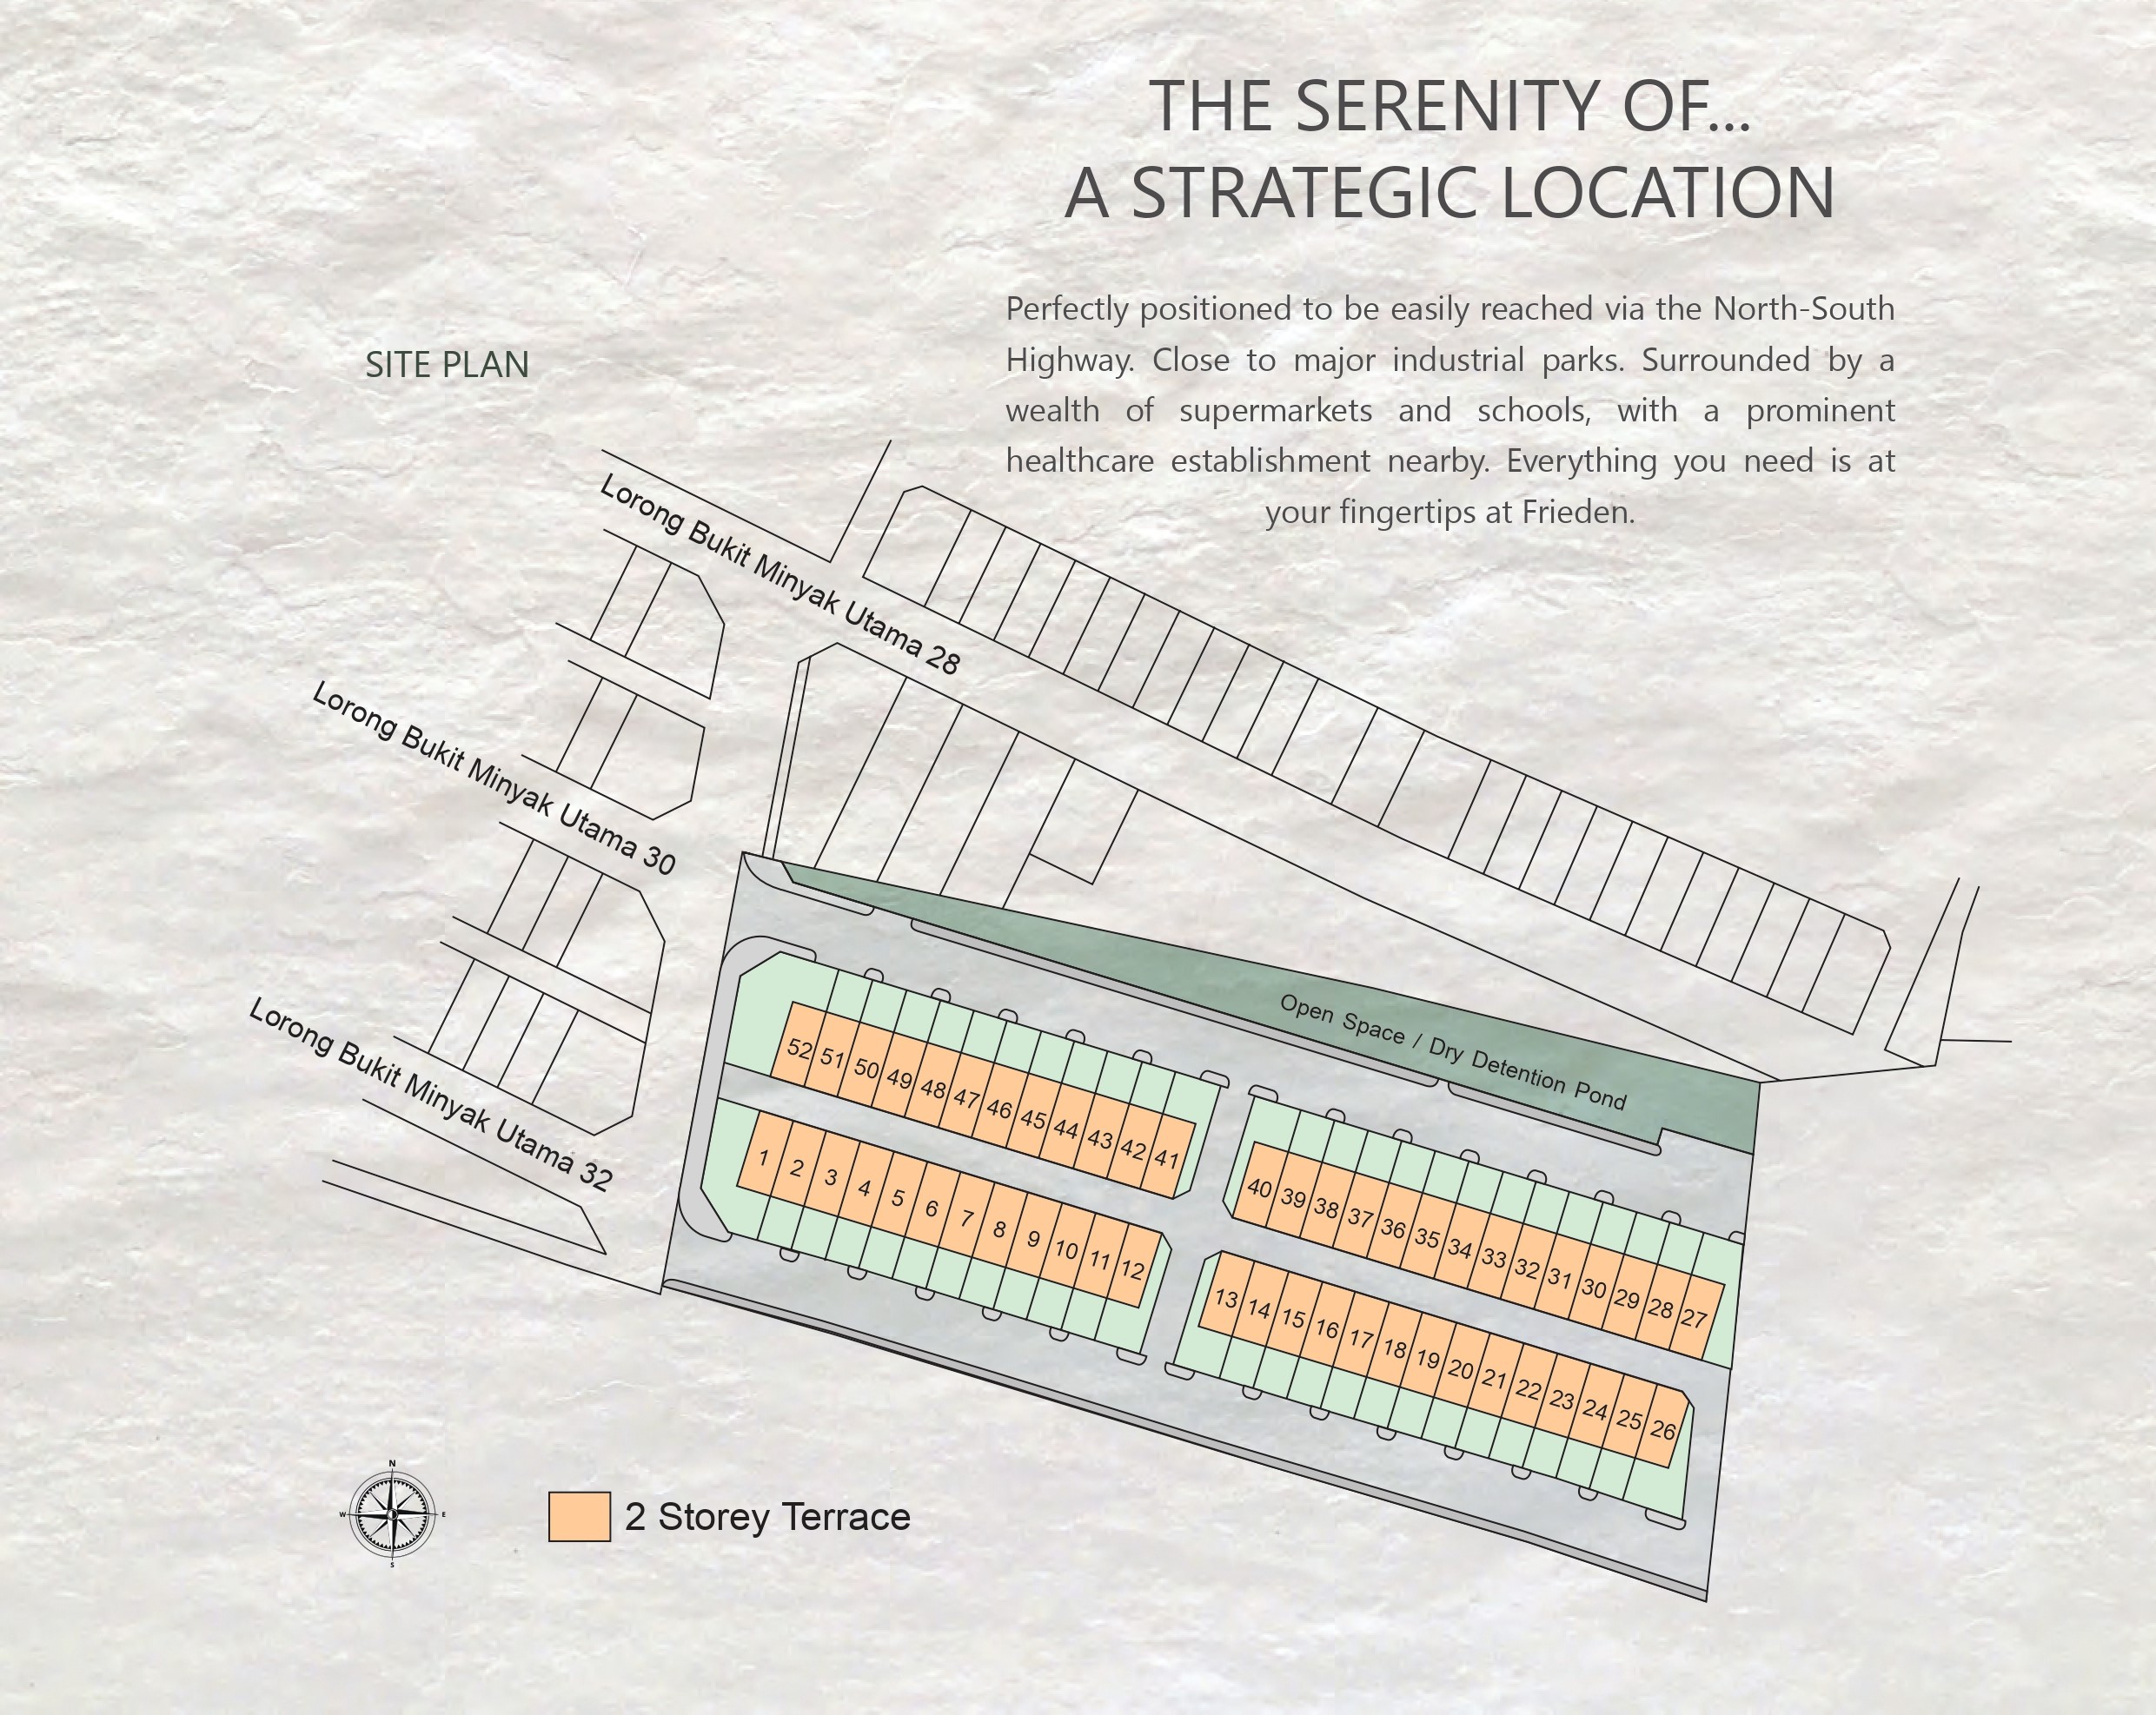 THE SERENITY OF...
A STRATEGIC LOCATION
Perfectly positioned to be easily reached via the North-South
Highway. Close to major industrial parks. Surrounded by a
wealth of supermarkets and schools, with a prominent
healthcare establishment nearby. Everything you need is at
your fingertips at Frieden.
SITE PLAN
Lorong Bukit Minyak Utama 28
Lorong Bukit Minyak Utama 30
Lorong Bukit Minyak Utama 32
Open Space / Dry Detention Pond
52 51 50 49 48 47 46 45 44 43 42 41
40 39 38 37 36 35 34 33 32 31 30 29 28 27
1 2 3 4 5 6 7 8 9 10 11 12
13 14 15 16 17 18 19 20 21 22 23 24 25 26
N
W E
S
2 Storey Terrace